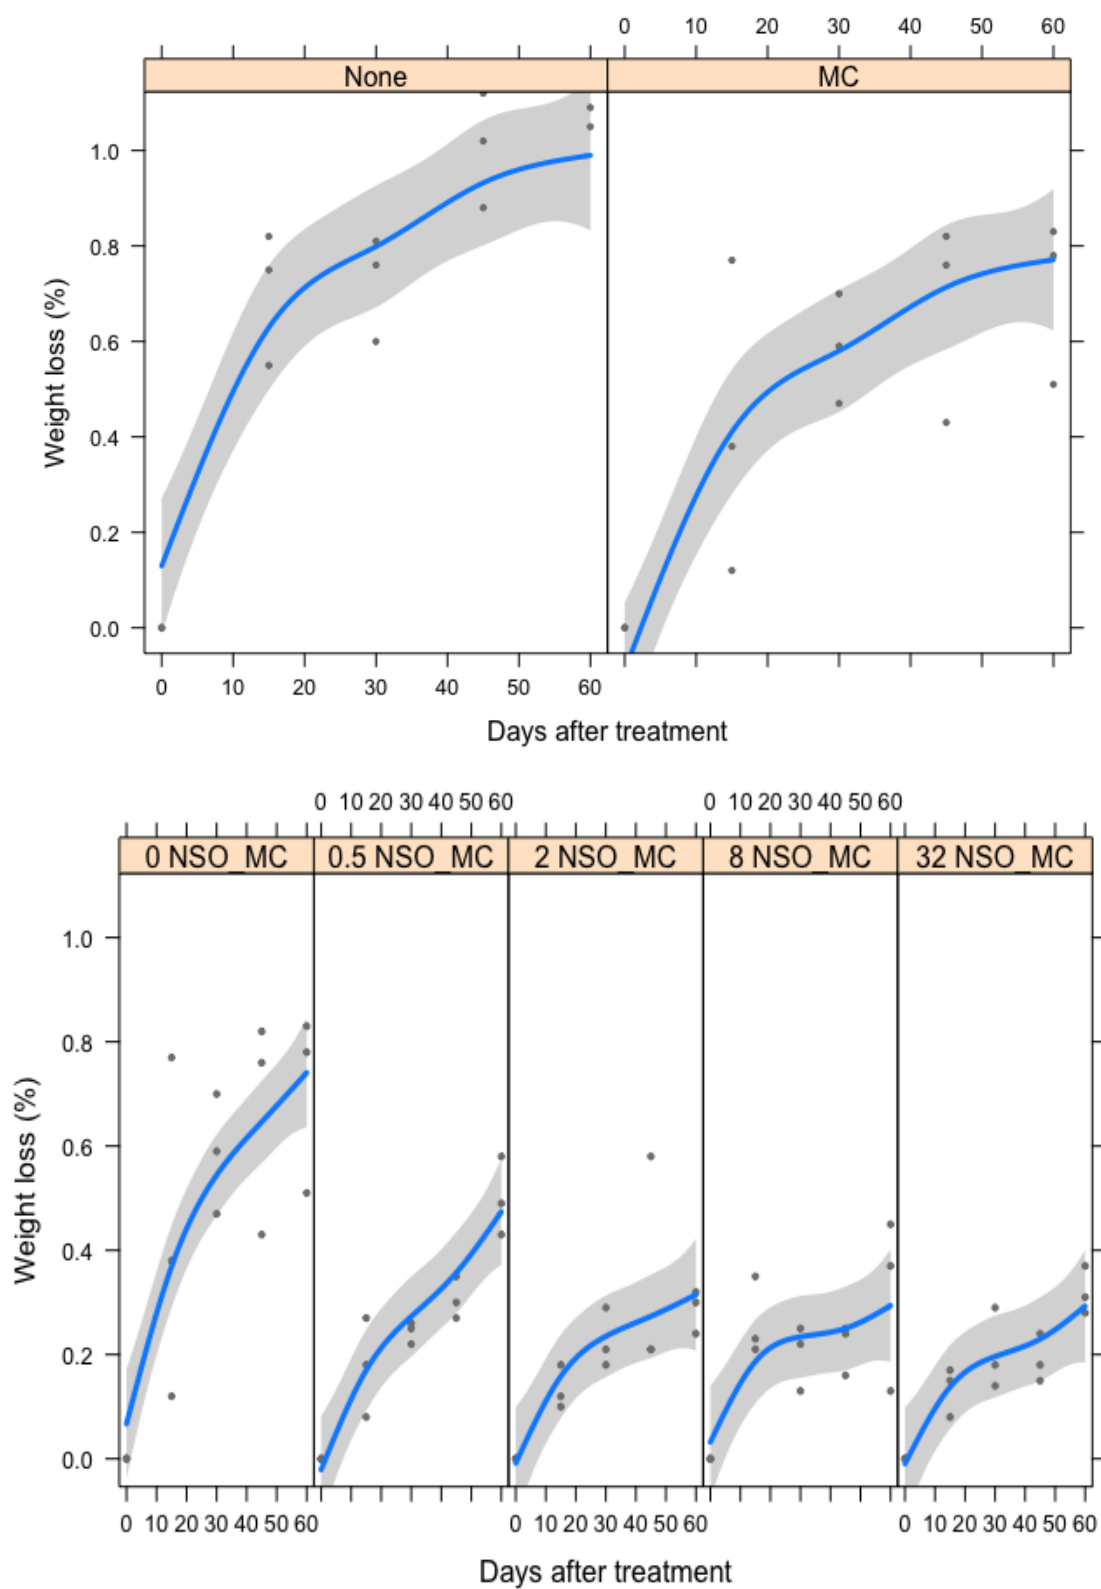 0 10 20 30 40 50 60
None MC
1.0
0.8
0.6
0.4
0.2
0.0
Weight loss (%)
0 10 20 30 40 50 60
Days after treatment
0 10 20 30 40 50 60 0 10 20 30 40 50 60
0 NSO_MC 0.5 NSO_MC 2 NSO_MC 8 NSO_MC 32 NSO_MC
1.0
0.8
0.6
0.4
0.2
0.0
Weight loss (%)
0 10 20 30 40 50 60 0 10 20 30 40 50 60 0 10 20 30 40 50 60
Days after treatment